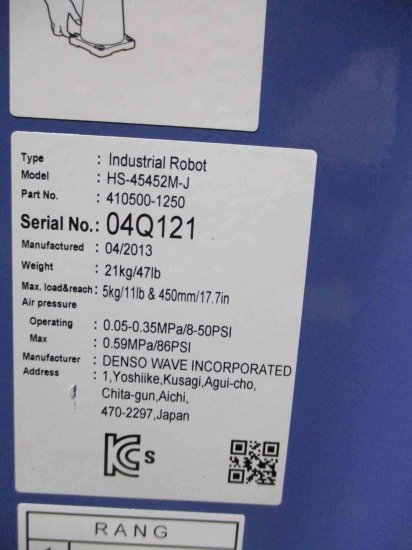 Type : Industrial Robot
Model : HS-45452M-J
Part No. : 410500-1250
Serial No.: 04Q121
Manufactured : 04/2013
Weight : 21kg/47lb
Max. load&reach: 5kg/11lb & 450mm/17.7in
Air pressure
Operating : 0.05-0.35MPa/8-50PSI
Max : 0.59MPa/86PSI
Manufacturer : DENSO WAVE INCORPORATED
Address : 1,Yoshiike,Kusagi,Agui-cho,
Chita-gun,Aichi,
470-2297,Japan
KC s
RANG